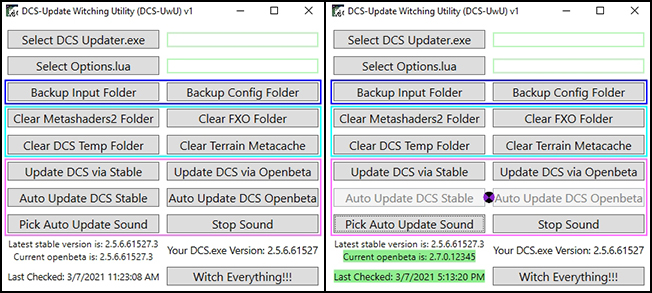 DCS-Update Witching Utility (DCS-UwU) v1
Select DCS Updater.exe
Select Options.lua
Backup Input Folder Backup Config Folder
Clear Metashaders2 Folder Clear FXO Folder
Clear DCS Temp Folder Clear Terrain Metacache
Update DCS via Stable Update DCS via Openbeta
Auto Update DCS Stable Auto Update DCS Openbeta
Pick Auto Update Sound Stop Sound
Latest stable version is: 2.5.6.61527.3
Current openbeta is: 2.5.6.61527.3
Your DCS.exe Version: 2.5.6.61527
Last Checked: 3/7/2021 11:23:08 AM Witch Everything!!!
DCS-Update Witching Utility (DCS-UwU) v1
Select DCS Updater.exe
Select Options.lua
Backup Input Folder Backup Config Folder
Clear Metashaders2 Folder Clear FXO Folder
Clear DCS Temp Folder Clear Terrain Metacache
Update DCS via Stable Update DCS via Openbeta
Auto Update DCS Stable Auto Update DCS Openbeta
Pick Auto Update Sound Stop Sound
Latest stable version is: 2.5.6.61527.3
Current openbeta is: 2.7.0.12345
Your DCS.exe Version: 2.5.6.61527
Last Checked: 3/7/2021 5:13:20 PM Witch Everything!!!